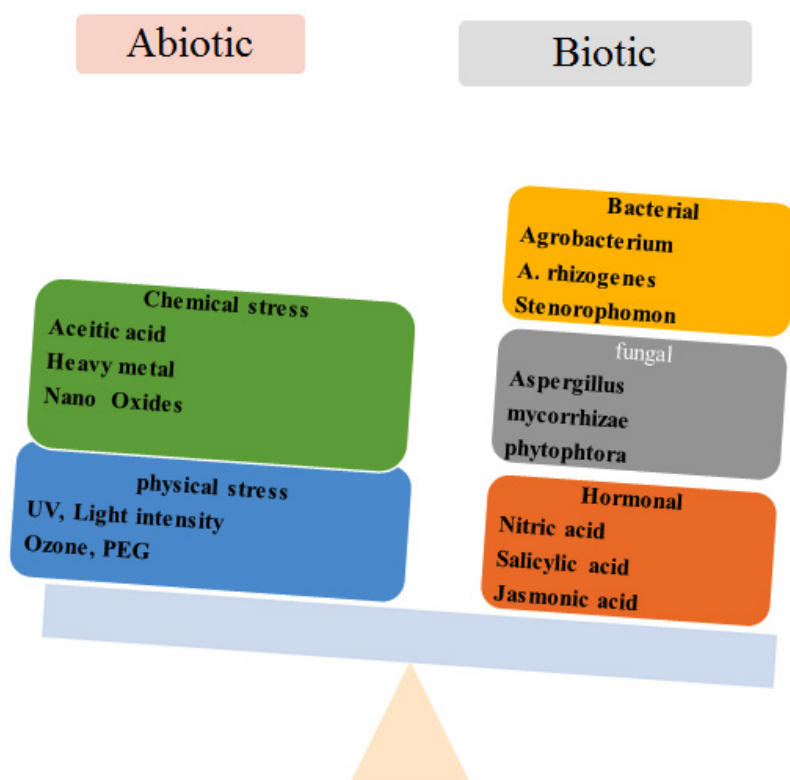 Abiotic
Biotic
Chemical stress
Aceitic acid
Heavy metal
Nano Oxides
physical stress
UV, Light intensity
Ozone, PEG
Bacterial
Agrobacterium
A. rhizogenes
Stenorophomon
fungal
Aspergillus
mycorrhizae
phytophtora
Hormonal
Nitric acid
Salicylic acid
Jasmonic acid